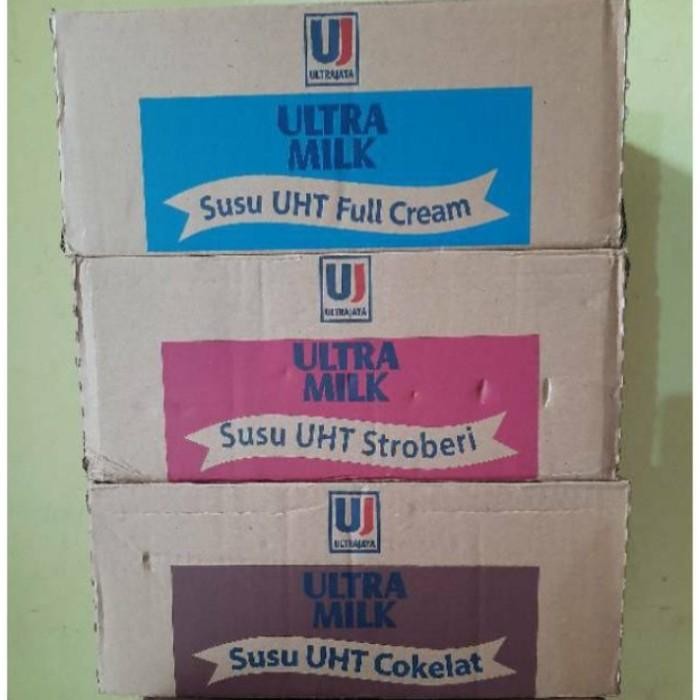 UJ
ULTRAJAYA
ULTRA
MILK
Susu UHT Full Cream
UJ
ULTRAJAYA
ULTRA
MILK
Susu UHT Stroberi
UJ
ULTRAJAYA
ULTRA
MILK
Susu UHT Cokelat